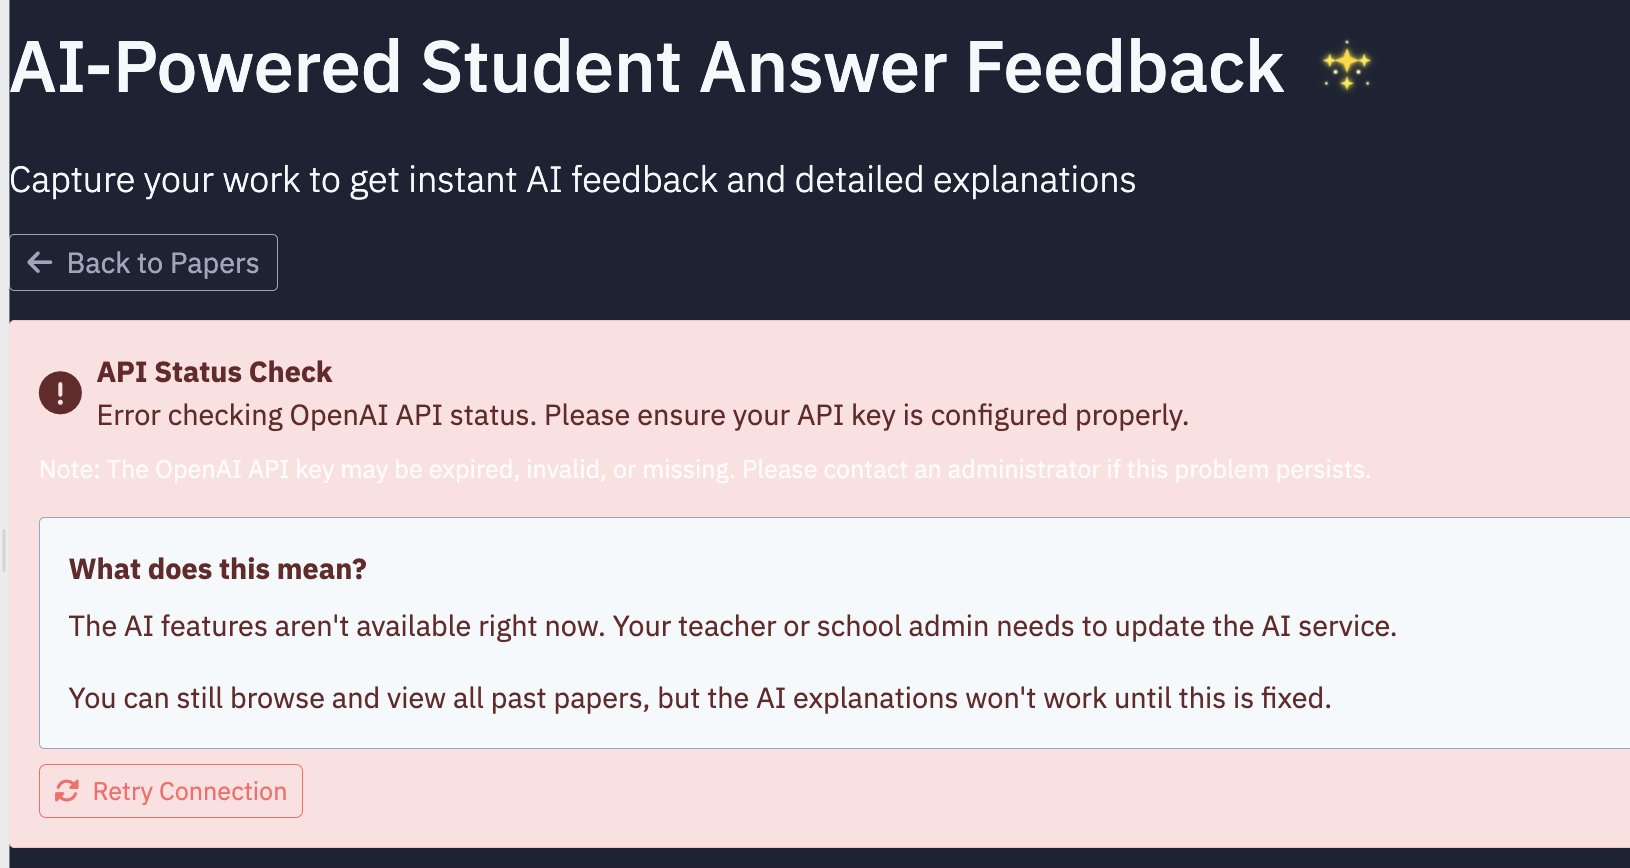 AI-Powered Student Answer Feedback ✨
Capture your work to get instant AI feedback and detailed explanations
← Back to Papers
API Status Check
Error checking OpenAI API status. Please ensure your API key is configured properly.
Note: The OpenAI API key may be expired, invalid, or missing. Please contact an administrator if this problem persists.
What does this mean?
The AI features aren't available right now. Your teacher or school admin needs to update the AI service.
You can still browse and view all past papers, but the AI explanations won't work until this is fixed.
Retry Connection